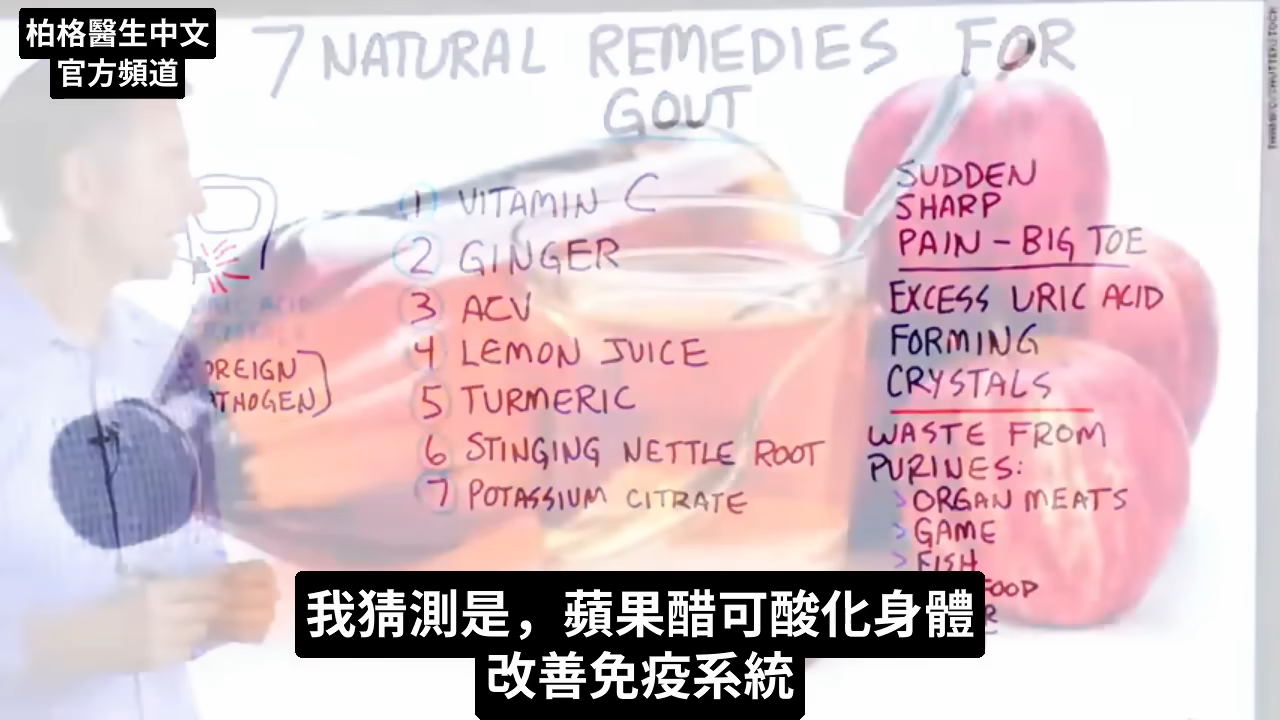 柏格醫生中文
官方頻道
7 NATURAL REMEDIES FOR
GOUT
1 VITAMIN C
2 GINGER
3 ACV
4 LEMON JUICE
5 TURMERIC
6 STINGING NETTLE ROOT
7 POTASSIUM CITRATE
OREIGN
THOGEN)
SUDDEN
SHARP
PAIN - BIG TOE
EXCESS URIC ACID
FORMING
CRYSTALS
WASTE FROM
PURINES:
> ORGAN MEATS
> GAME
> FISH
FOOD
我猜測是，蘋果醋可酸化身體
改善免疫系統